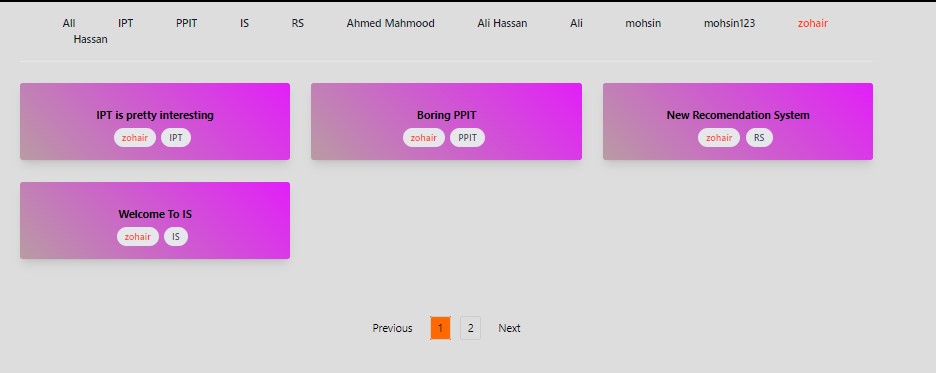 All IPT PPIT IS RS Ahmed Mahmood Ali Hassan Ali mohsin mohsin123 zohair
Hassan
IPT is pretty interesting
zohair IPT
Boring PPIT
zohair PPIT
New Recomendation System
zohair RS
Welcome To IS
zohair IS
Previous 1 2 Next